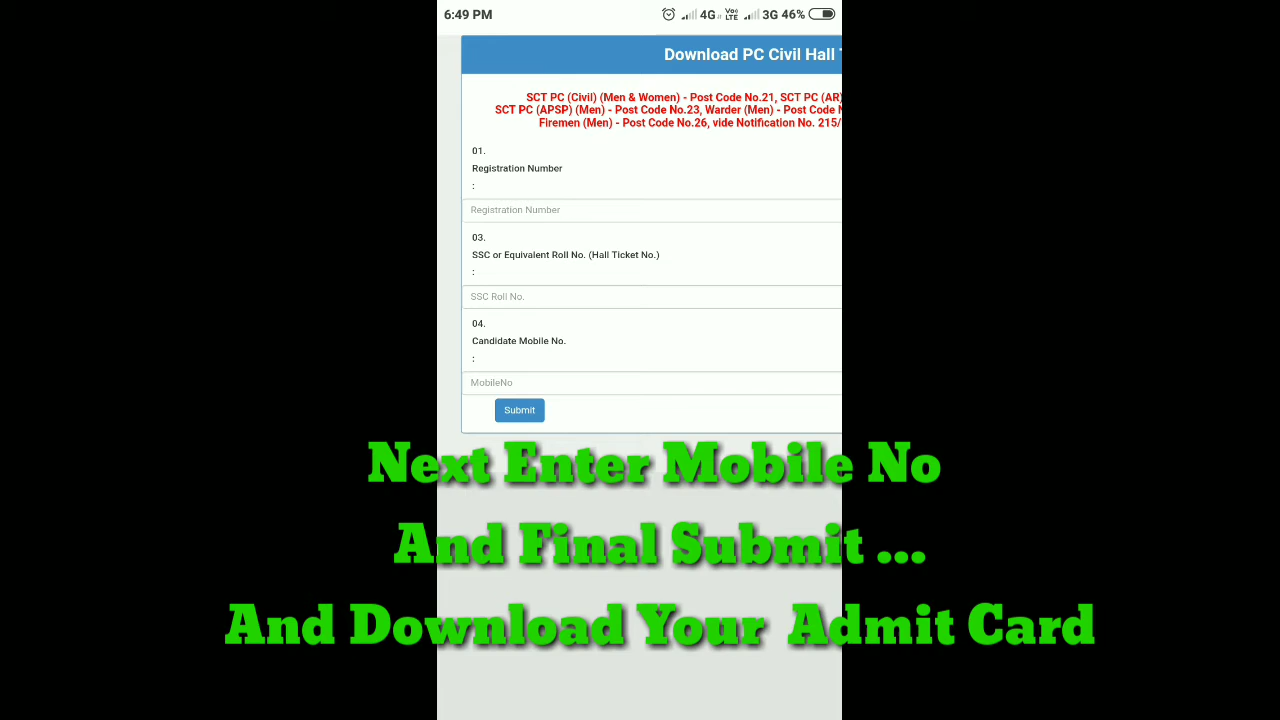 6:49 PM 4G Vo) LTE 3G 46%
Download PC Civil Hall
SCT PC (Civil) (Men & Women) - Post Code No.21, SCT PC (AR)
SCT PC (APSP) (Men) - Post Code No.23, Warder (Men) - Post Code
Firemen (Men) - Post Code No.26, vide Notification No. 215/
01.
Registration Number
:
Registration Number
03.
SSC or Equivalent Roll No. (Hall Ticket No.)
:
SSC Roll No.
04.
Candidate Mobile No.
:
MobileNo
Submit
Next Enter Mobile No
And Final Submit ...
And Download Your Admit Card